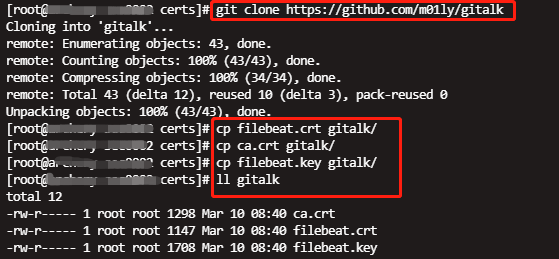 [root@ certs]# git clone https://github.com/m01ly/gitalk
Cloning into 'gitalk'...
remote: Enumerating objects: 43, done.
remote: Counting objects: 100% (43/43), done.
remote: Compressing objects: 100% (34/34), done.
remote: Total 43 (delta 12), reused 10 (delta 3), pack-reused 0
Unpacking objects: 100% (43/43), done.
[root@ certs]# cp filebeat.crt gitalk/
[root@ certs]# cp ca.crt gitalk/
[root@ certs]# cp filebeat.key gitalk/
[root@ certs]# ll gitalk
total 12
-rw-r----- 1 root root 1298 Mar 10 08:40 ca.crt
-rw-r----- 1 root root 1147 Mar 10 08:40 filebeat.crt
-rw-r----- 1 root root 1708 Mar 10 08:40 filebeat.key